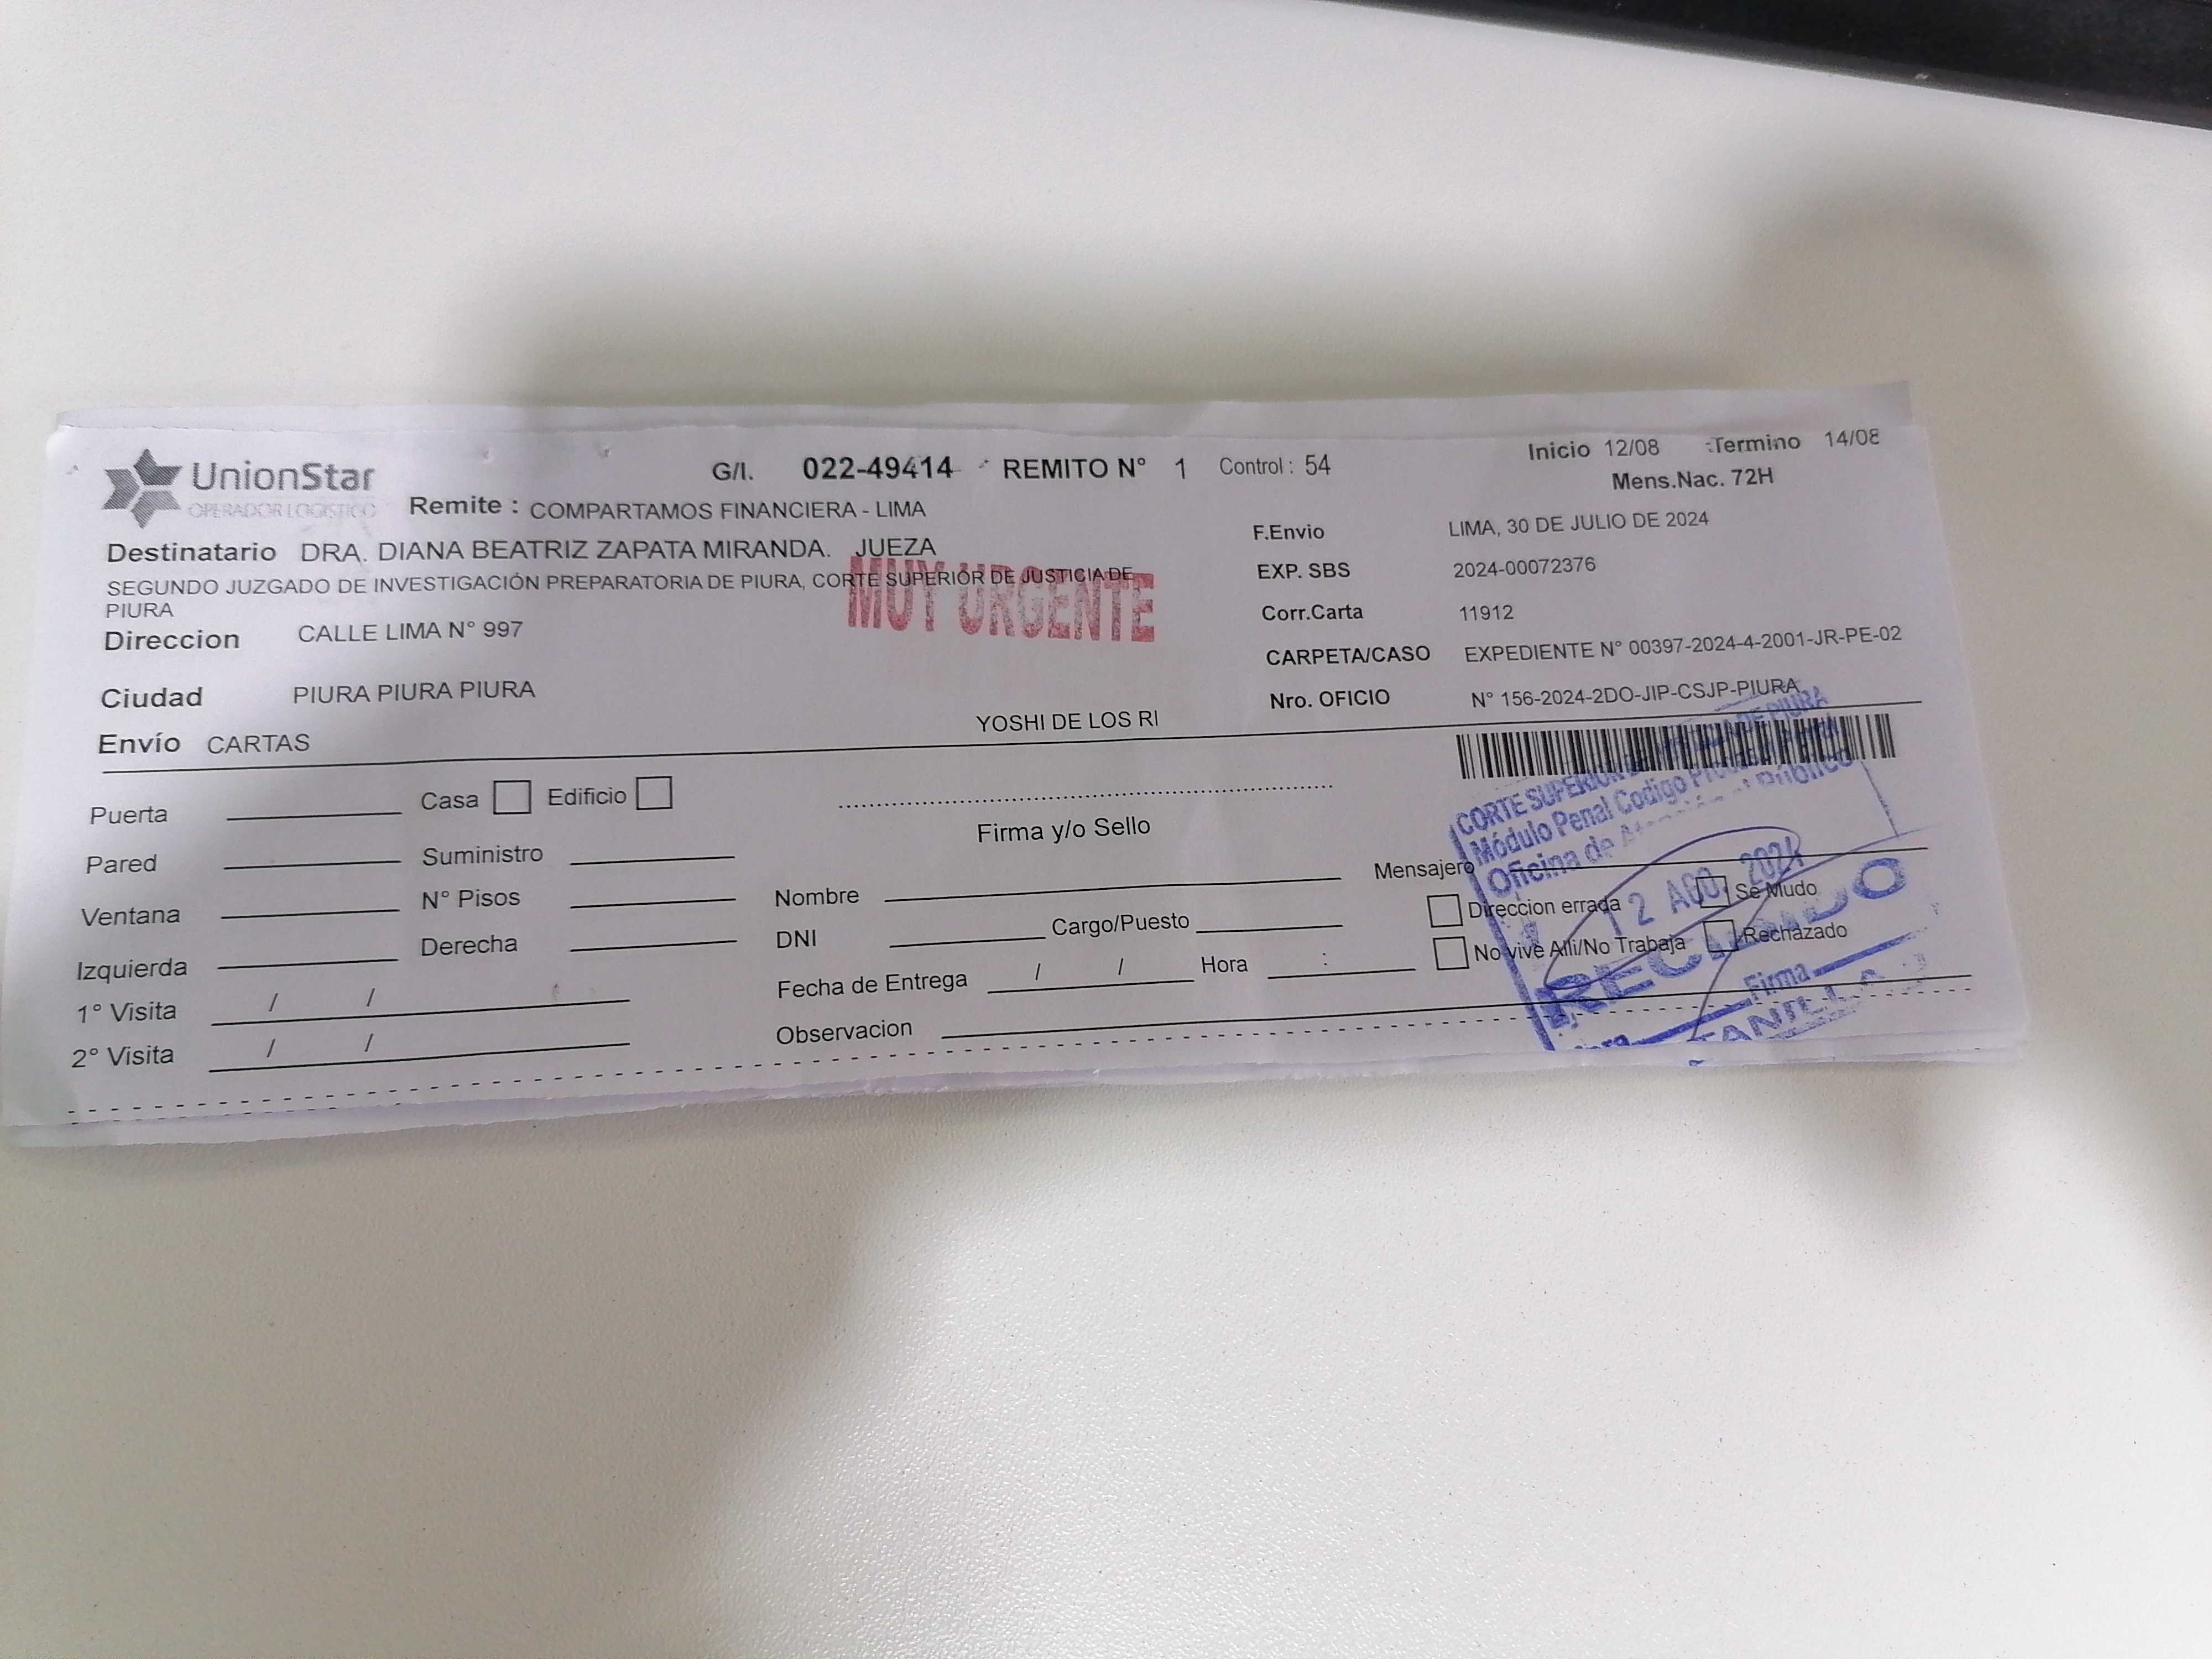 UnionStar
OPERADOR LOGISTICO
G/I. 022-49414 REMITO N° 1 Control : 54
Inicio 12/08 Termino 14/08
Mens.Nac. 72H
Remite : COMPARTAMOS FINANCIERA - LIMA
Destinatario DRA. DIANA BEATRIZ ZAPATA MIRANDA. JUEZA
SEGUNDO JUZGADO DE INVESTIGACIÓN PREPARATORIA DE PIURA, CORTE SUPERIOR DE JUSTICIA DE
PIURA
MUY URGENTE
Direccion CALLE LIMA N° 997
Ciudad PIURA PIURA PIURA
Envío CARTAS
YOSHI DE LOS RI
F.Envio LIMA, 30 DE JULIO DE 2024
EXP. SBS 2024-00072376
Corr.Carta 11912
CARPETA/CASO EXPEDIENTE N° 00397-2024-4-2001-JR-PE-02
Nro. OFICIO N° 156-2024-2DO-JIP-CSJP-PIURA
Puerta Casa Edificio
Pared Suministro
Ventana N° Pisos
Izquierda Derecha
1° Visita / /
2° Visita / /
Firma y/o Sello
Nombre
DNI Cargo/Puesto
Fecha de Entrega / / Hora :
Observacion
Mensajero
Direccion errada Se Mudo
No vive Alli/No Trabaja Rechazado
CORTE SUPERIOR DE PIURA
Módulo Penal Codigo
Oficina de Público
12 AGO. 2024
RECIBIDO
Firma